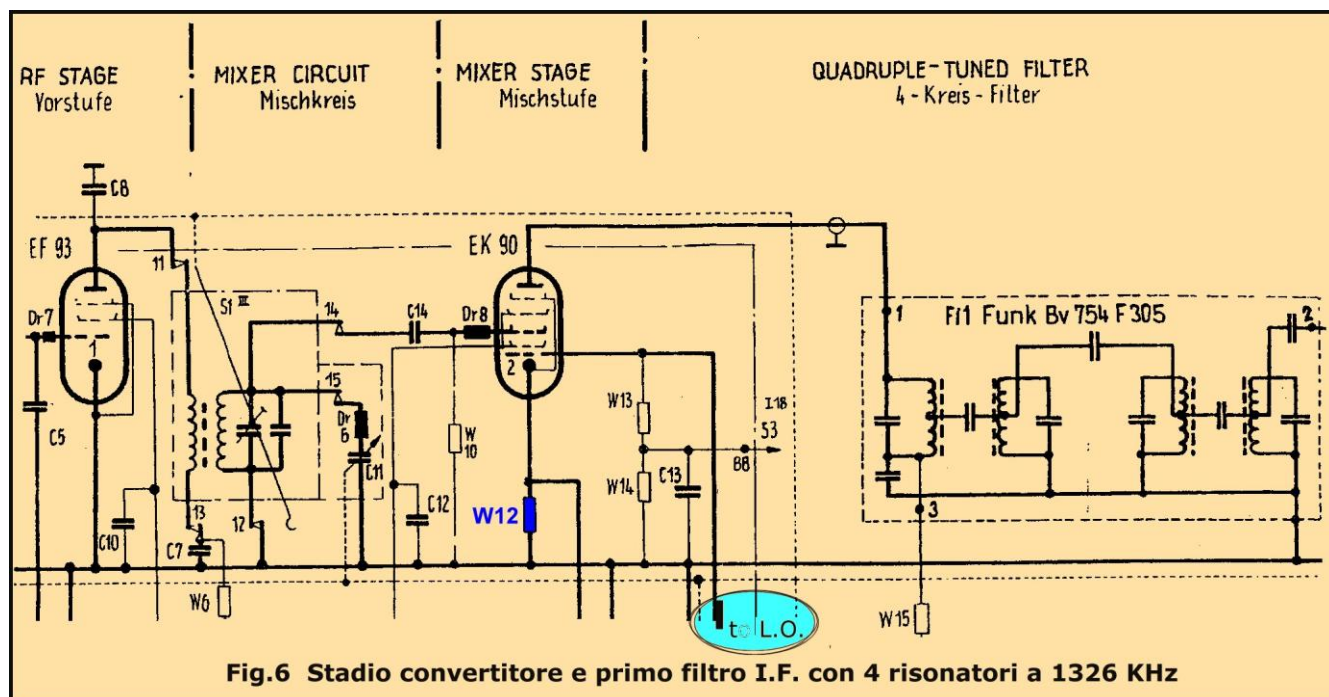 RF STAGE
Vorstufe
MIXER CIRCUIT
Mischkreis
MIXER STAGE
Mischstufe
QUADRUPLE-TUNED FILTER
4-Kreis-Filter
C8
EF 93
11
EK 90
Dr7
1
S1 III
14
C14
Dr8
2
15
Dr
6
C11
C5
W
10
W13
I.18
S3
B8
W14
C13
C12
W12
C10
13
C7
12
W6
1
Fi1 Funk Bv 754 F305
2
3
W15
to L.O.
Fig.6 Stadio convertitore e primo filtro I.F. con 4 risonatori a 1326 KHz